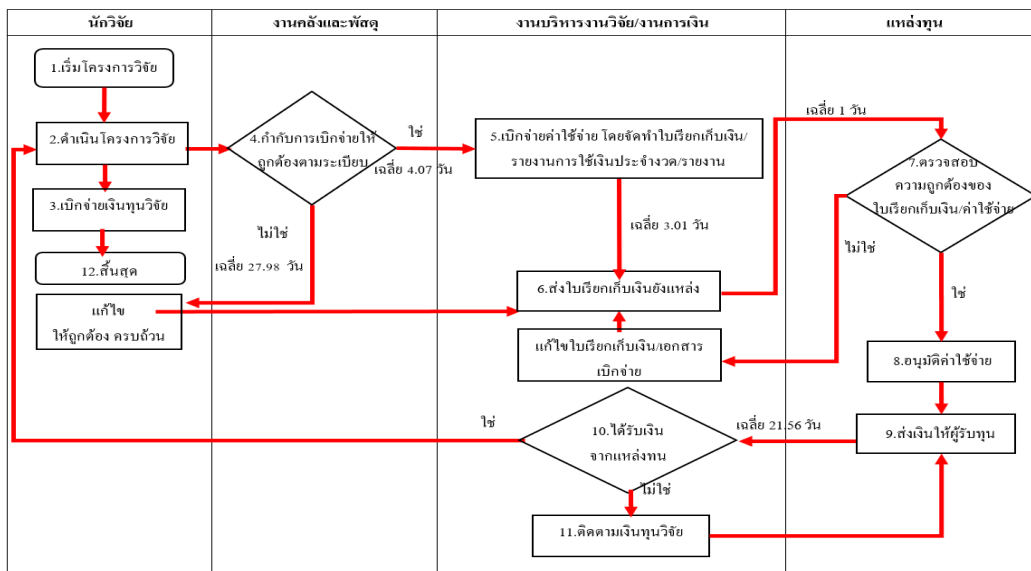 นักวิจัย
งานคลังและพัสดุ
งานบริหารงานวิจัย/งานการเงิน
แหล่งทุน
1.เริ่มโครงการวิจัย
2.ดำเนินโครงการวิจัย
3.เบิกจ่ายเงินทุนวิจัย
12.สิ้นสุด
แก้ไข
ให้ถูกต้อง ครบถ้วน
4.กำกับการเบิกจ่ายให้
ถูกต้องตามระเบียบ
ใช่
เฉลี่ย 4.07 วัน
ไม่ใช่
เฉลี่ย 27.98 วัน
5.เบิกจ่ายค่าใช้จ่าย โดยจัดทำใบเรียกเก็บเงิน/
รายงานการใช้เงินประจำงวด/รายงาน
เฉลี่ย 3.01 วัน
6.ส่งใบเรียกเก็บเงินยังแหล่ง
แก้ไขใบเรียกเก็บเงิน/เอกสาร
เบิกจ่าย
เฉลี่ย 1 วัน
7.ตรวจสอบ
ความถูกต้องของ
ใบเรียกเก็บเงิน/ค่าใช้จ่าย
ไม่ใช่
ใช่
8.อนุมัติค่าใช้จ่าย
9.ส่งเงินให้ผู้รับทุน
เฉลี่ย 21.56 วัน
10.ได้รับเงิน
จากแหล่งทน
ใช่
ไม่ใช่
11.ติดตามเงินทุนวิจัย